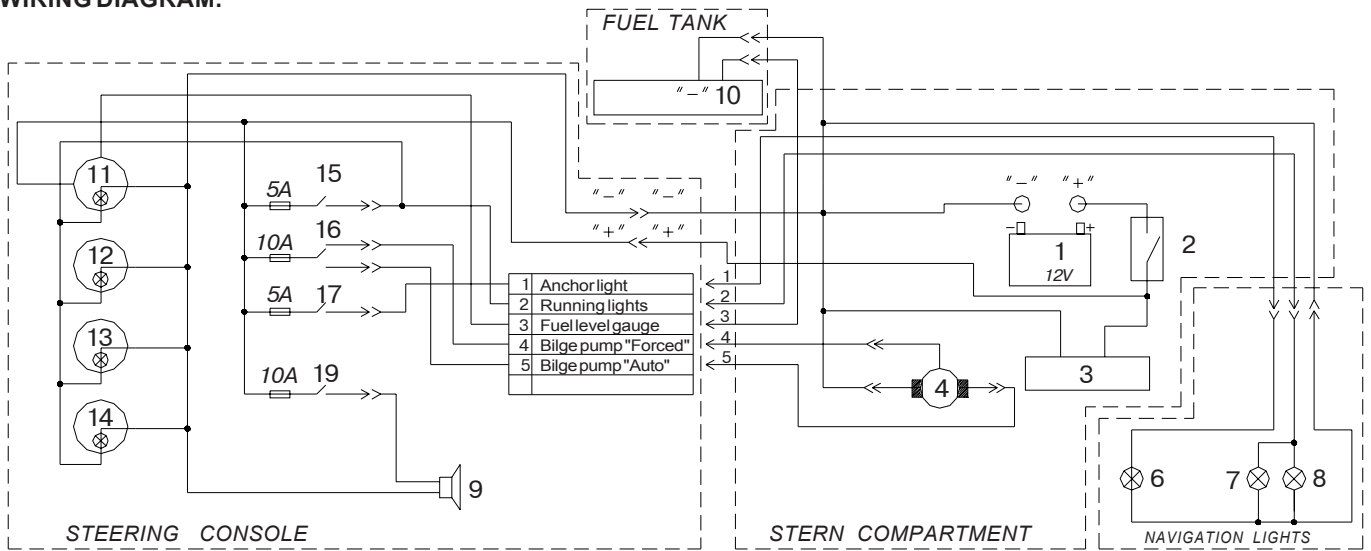 WIRING DIAGRAM:
FUEL TANK
"-" 10
11
12
13
14
5A 15
10A 16
5A 17
10A 19
9
"-" "-"
"+" "+"
1 Anchor light
2 Running lights
3 Fuel level gauge
4 Bilge pump "Forced"
5 Bilge pump "Auto"
1
2
3
4
5
"-" "+"
- +
1
12V
2
3
4
6
7
8
STEERING CONSOLE
STERN COMPARTMENT
NAVIGATION LIGHTS